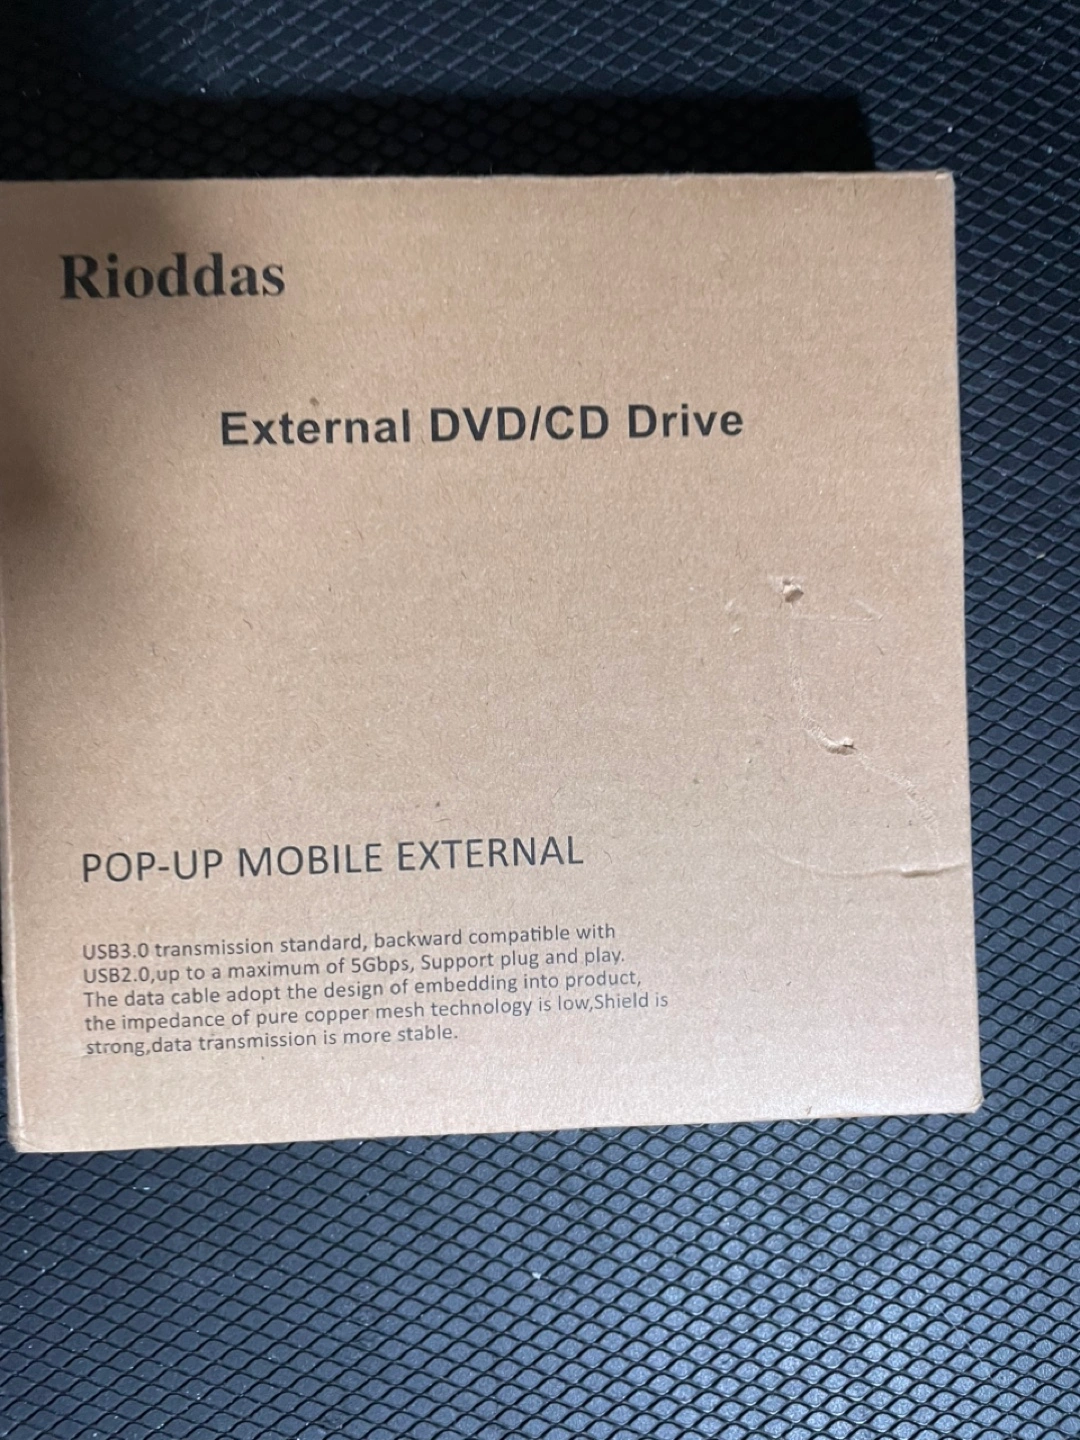 Rioddas
External DVD/CD Drive
POP-UP MOBILE EXTERNAL
USB3.0 transmission standard, backward compatible with
USB2.0,up to a maximum of 5Gbps, Support plug and play.
The data cable adopt the design of embedding into product,
the impedance of pure copper mesh technology is low,Shield is
strong,data transmission is more stable.